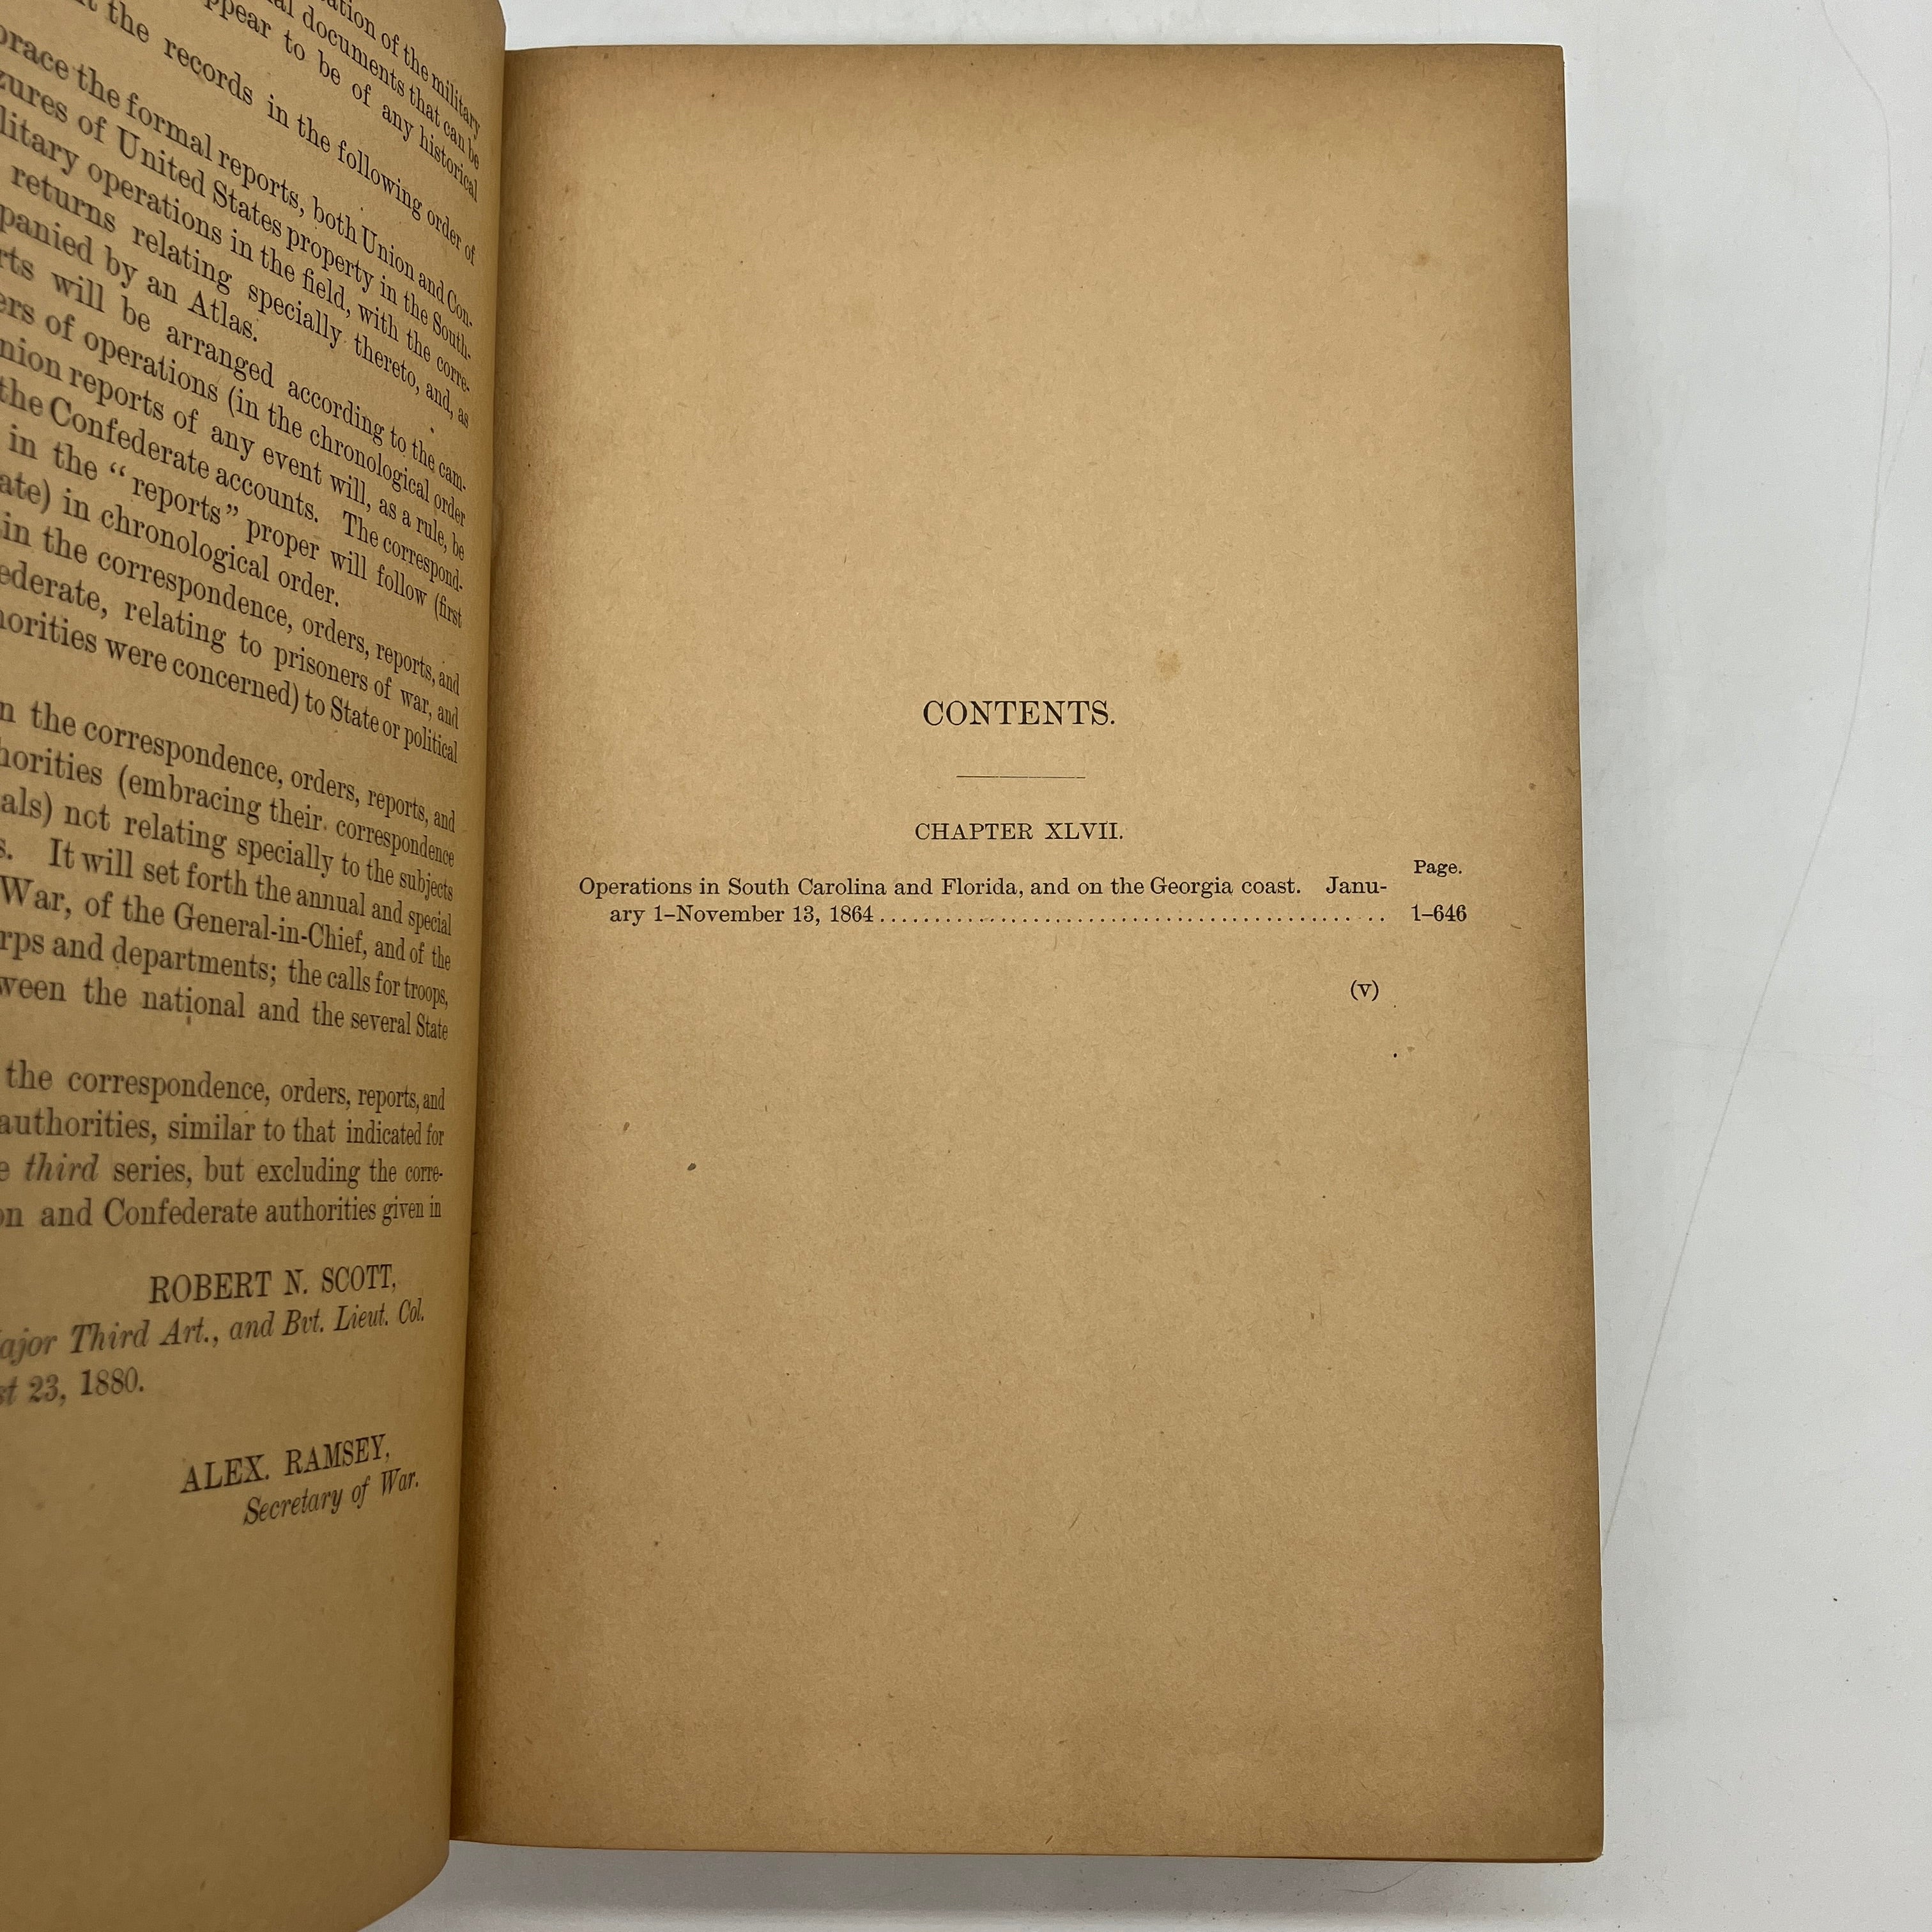 ation of the military
documents that can be
appear to be of any historical
the records in the following order of
the formal reports, both Union and Con-
zures of United States property in the South-
military operations in the field, with the corre-
returns relating specially thereto, and, as
panied by an Atlas.
rts will be arranged according to the cam-
ers of operations (in the chronological order
nion reports of any event will, as a rule, be
the Confederate accounts. The correspond-
in the “reports” proper will follow (first
ate) in chronological order.
in the correspondence, orders, reports, and
ederate, relating to prisoners of war, and
horities were concerned) to State or political
n the correspondence, orders, reports, and
horities (embracing their correspondence
als) not relating specially to the subjects
s. It will set forth the annual and special
War, of the General-in-Chief, and of the
rps and departments; the calls for troops,
ween the national and the several State
the correspondence, orders, reports, and
authorities, similar to that indicated for
e third series, but excluding the corre-
on and Confederate authorities given in
ROBERT N. SCOTT,
ajor Third Art., and Bvt. Lieut. Col.
st 23, 1880.
ALEX. RAMSEY,
Secretary of War.
CONTENTS.
CHAPTER XLVII.
Page.
Operations in South Carolina and Florida, and on the Georgia coast. Janu-
ary 1–November 13, 1864 ........................................ 1–646
(v)